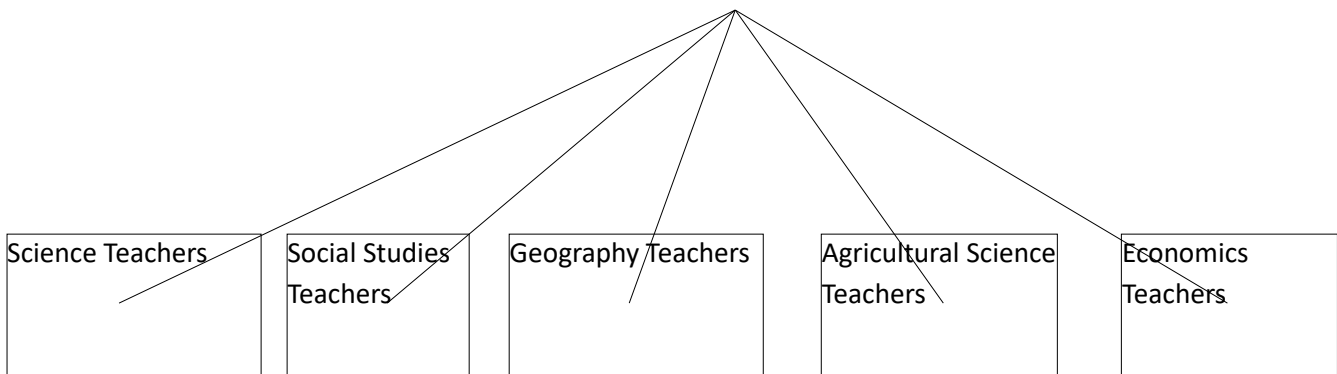 Science Teachers
Social Studies
Teachers
Geography Teachers
Agricultural Science
Teachers
Economics
Teachers